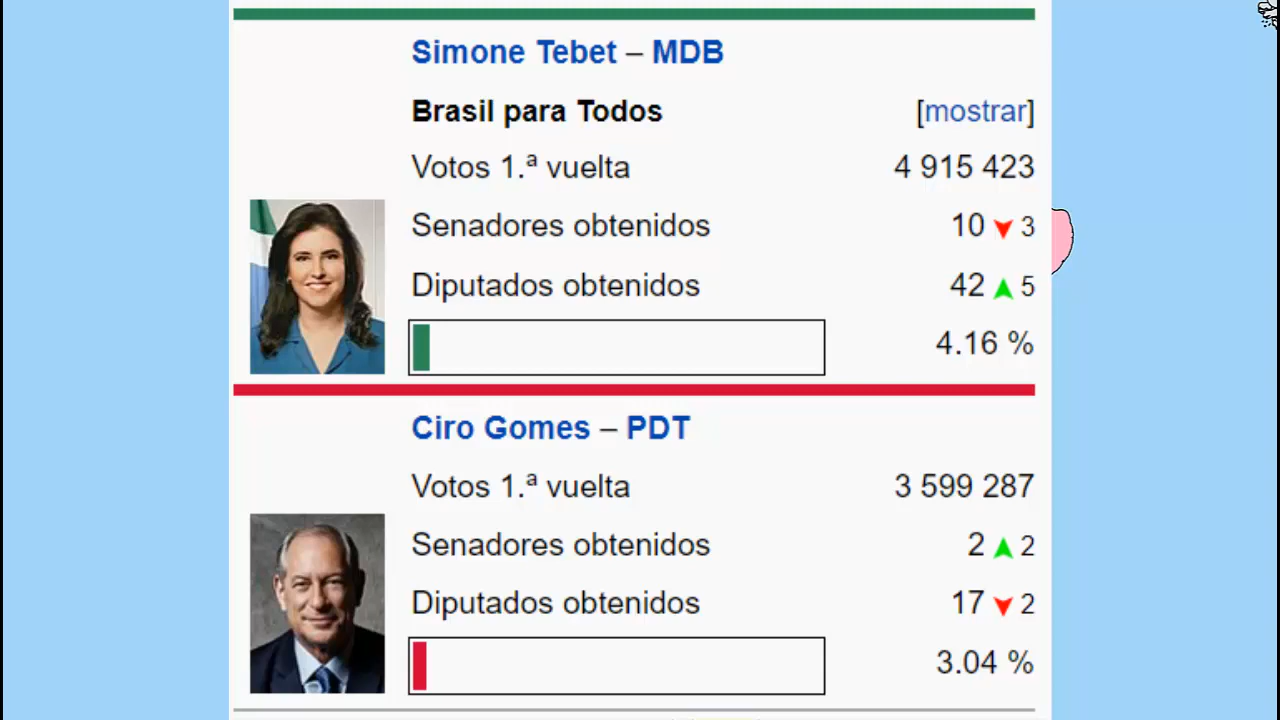 Simone Tebet – MDB
Brasil para Todos [mostrar]
Votos 1.ª vuelta 4 915 423
Senadores obtenidos 10 ▼ 3
Diputados obtenidos 42 ▲ 5
4.16 %
Ciro Gomes – PDT
Votos 1.ª vuelta 3 599 287
Senadores obtenidos 2 ▲ 2
Diputados obtenidos 17 ▼ 2
3.04 %